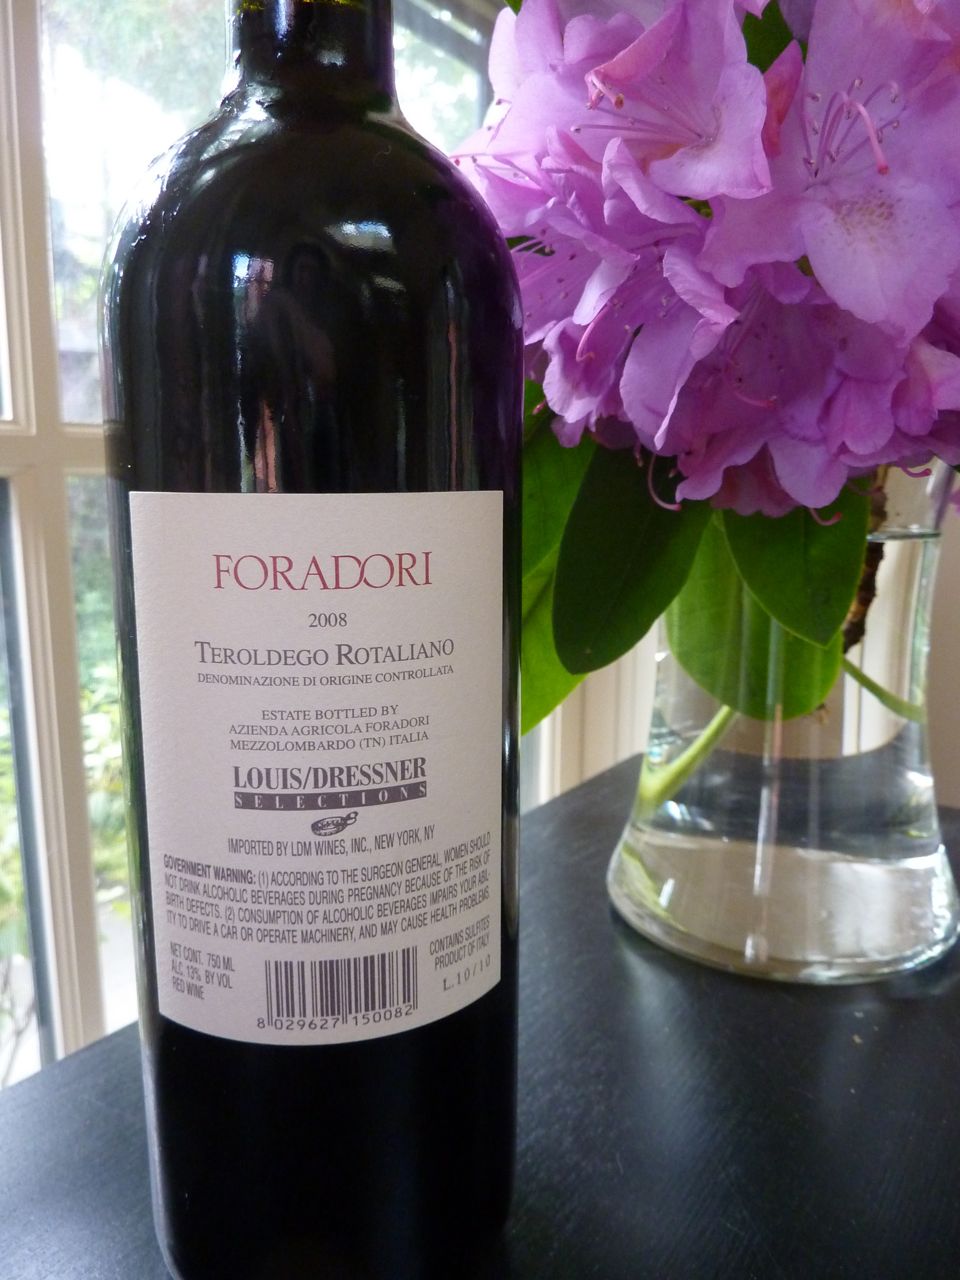 FORADORI
2008
TEROLDEGO ROTALIANO
DENOMINAZIONE DI ORIGINE CONTROLLATA
ESTATE BOTTLED BY
AZIENDA AGRICOLA FORADORI
MEZZOLOMBARDO (TN) ITALIA
LOUIS/DRESSNER
SELECTIONS
IMPORTED BY LDM WINES, INC., NEW YORK, NY
GOVERNMENT WARNING: (1) ACCORDING TO THE SURGEON GENERAL, WOMEN SHOULD
NOT DRINK ALCOHOLIC BEVERAGES DURING PREGNANCY BECAUSE OF THE RISK OF
BIRTH DEFECTS. (2) CONSUMPTION OF ALCOHOLIC BEVERAGES IMPAIRS YOUR ABIL-
ITY TO DRIVE A CAR OR OPERATE MACHINERY, AND MAY CAUSE HEALTH PROBLEMS
NET CONT. 750 ML
ALC. 13% BY VOL
RED WINE
CONTAINS SULFITES
PRODUCT OF ITALY
L.10/10
8 029627 150082